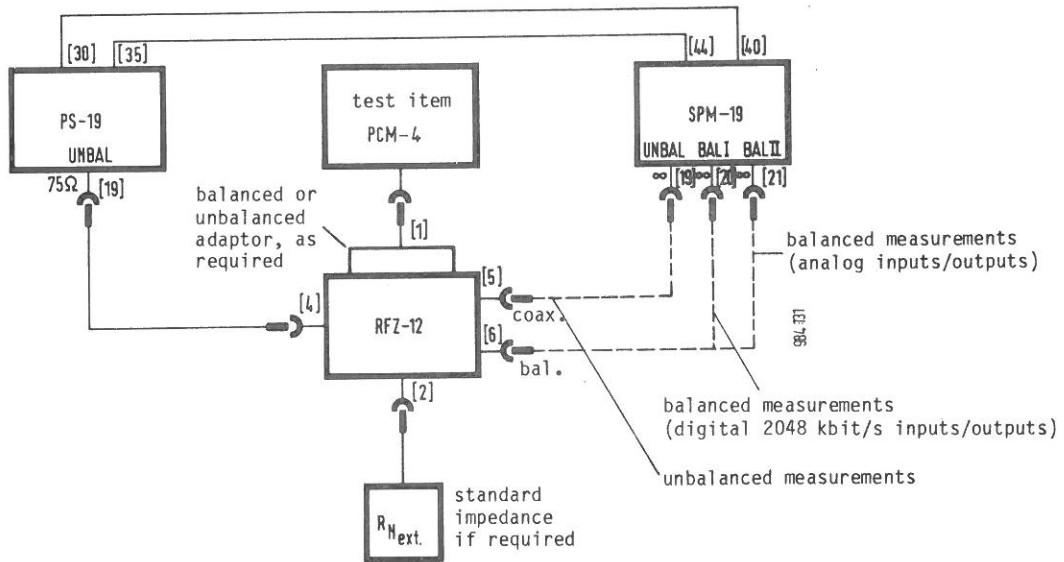 [30]
[35]
[44]
[40]
PS-19
UNBAL
75Ω
[19]
test item
PCM-4
SPM-19
UNBAL
BAL I
BAL II
∞
[19]
∞
[20]
∞
[21]
balanced or
unbalanced
adaptor, as
required
[1]
balanced measurements
(analog inputs/outputs)
[4]
RFZ-12
[5]
coax.
[6]
bal.
[2]
balanced measurements
(digital 2048 kbit/s inputs/outputs)
unbalanced measurements
RNext.
standard
impedance
if required